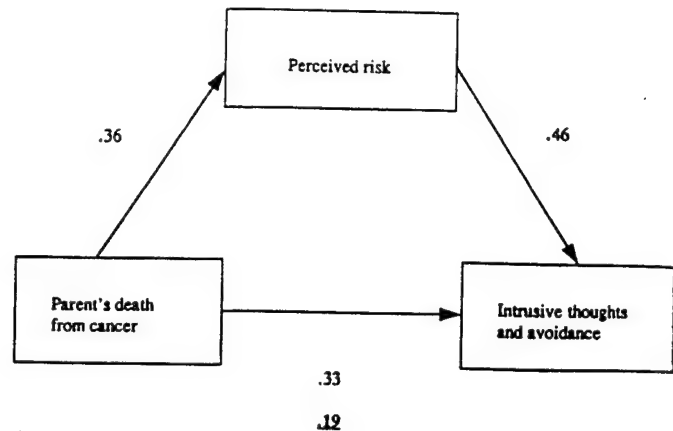 Perceived risk
.36
.46
Parent's death
from cancer
Intrusive thoughts
and avoidance
.33
.19